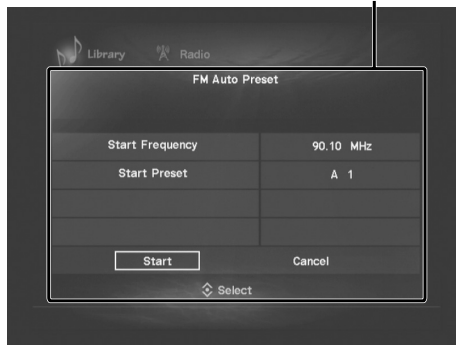 Library Radio
FM Auto Preset
Start Frequency 90.10 MHz
Start Preset A 1
Start Cancel
Select